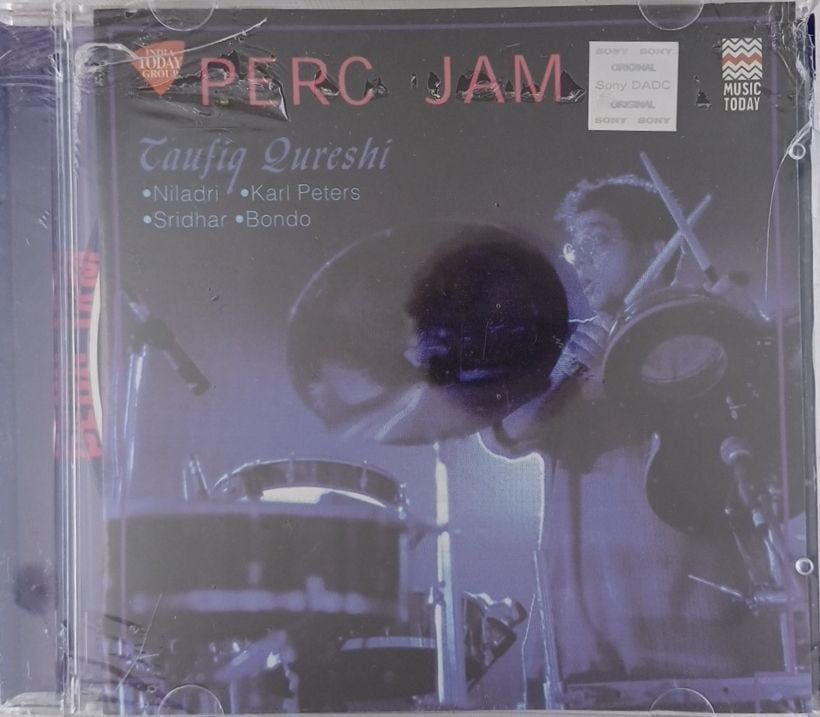 INDIA
TODAY
GROUP
PERC JAM
SONY SONY
ORIGINAL
Sony DADC
ORIGINAL
SONY SONY
MUSIC
TODAY
Taufiq Qureshi
•Niladri •Karl Peters
•Sridhar •Bondo